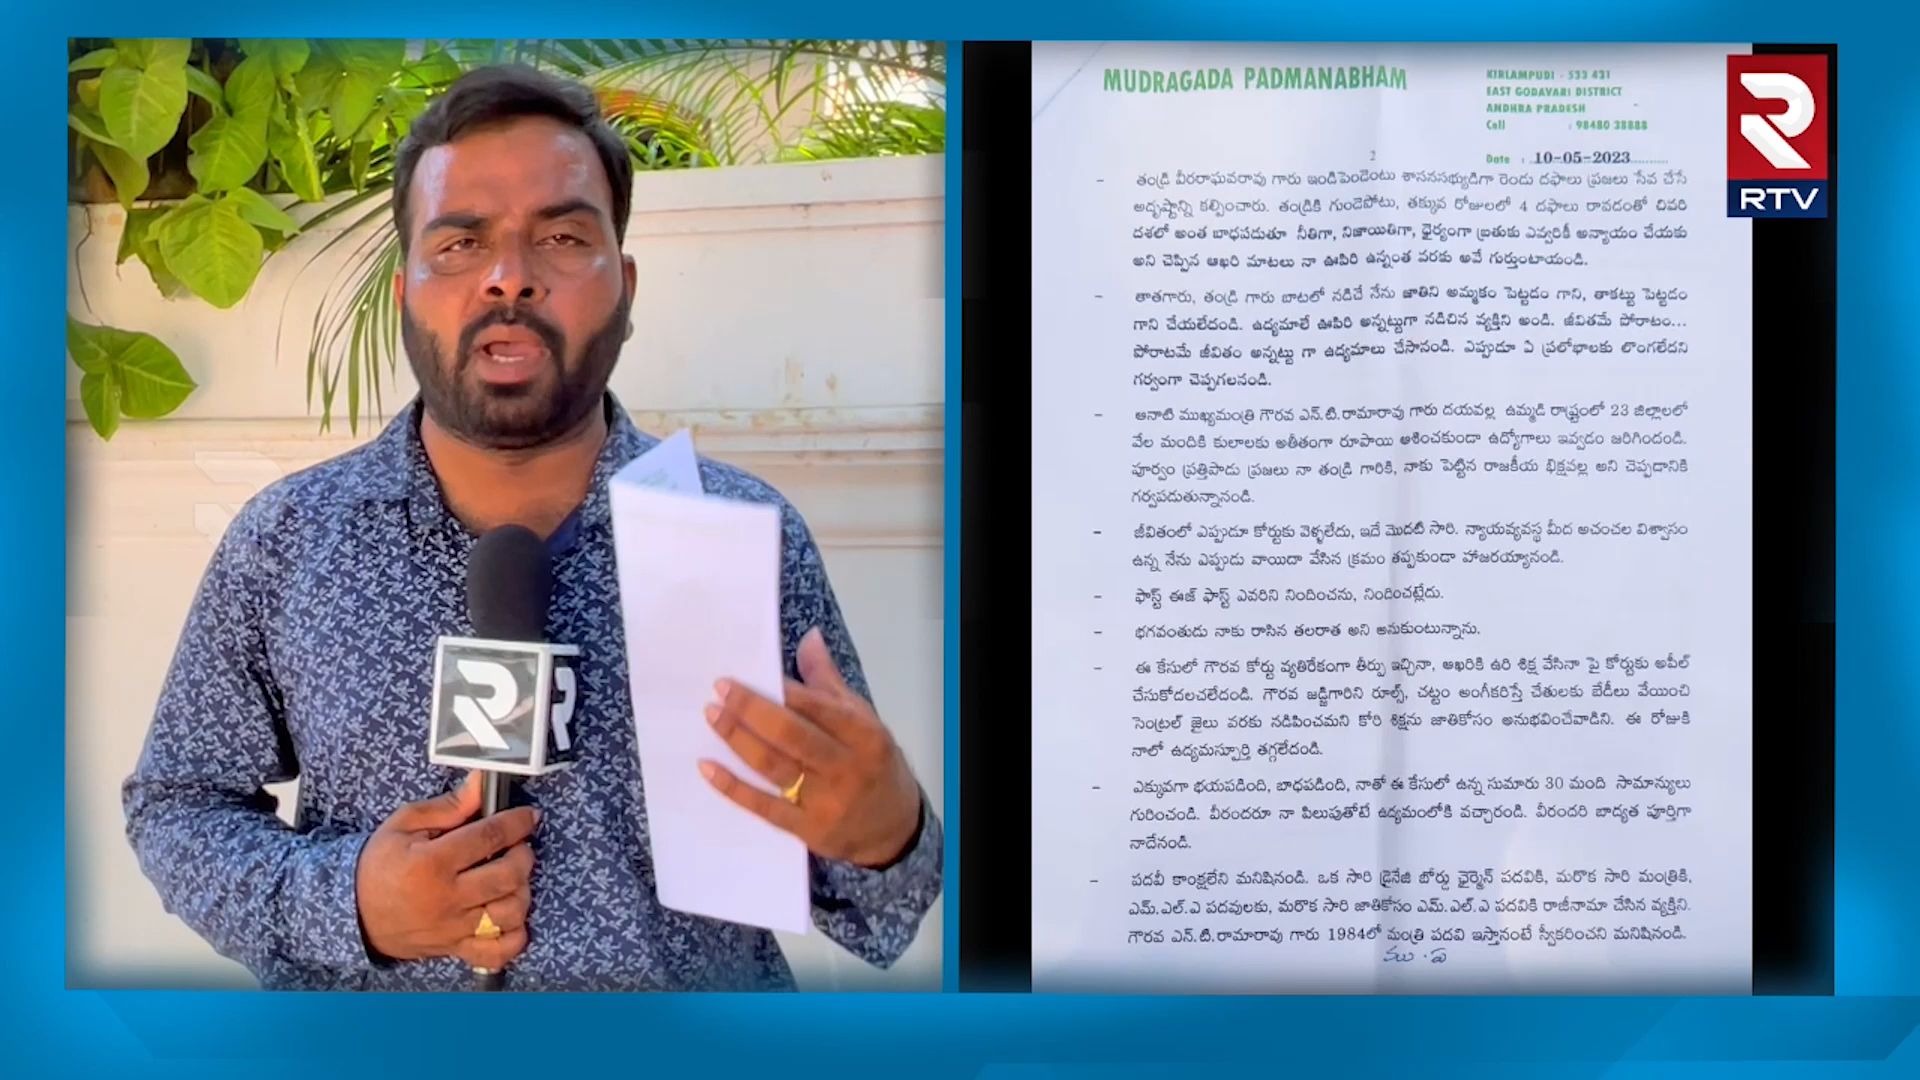 MUDRAGADA PADMANABHAM
KIRLAMPUDI - 533 431
EAST GODAVARI DISTRICT
ANDHRA PRADESH
Cell : 98480 38888
Date : 10-05-2023
2
- తండ్రి వీరరాఘవరావు గారు ఇండిపెండెంటు శాసనసభ్యుడిగా రెండు దఫాలు ప్రజలు సేవ చేసే
అదృష్టాన్ని కల్పించారు. తండ్రికి గుండెపోటు, తక్కువ రోజులలో 4 దఫాలు రావడంతో చివరి
దశలో అంత బాధపడుతూ నీతిగా, నిజాయితిగా, ధైర్యంగా బ్రతుకు ఎవ్వరికీ అన్యాయం చేయకు
అని చెప్పిన ఆఖరి మాటలు నా ఊపిరి ఉన్నంత వరకు అవే గుర్తుంటాయండి.
- తాతగారు, తండ్రి గారు బాటలో నడిచే నేను జాతిని అమ్మకం పెట్టడం గాని, తాకట్టు పెట్టడం
గాని చేయలేదండి. ఉద్యమాలే ఊపిరి అన్నట్టుగా నడిచిన వ్యక్తిని అండి. జీవితమే పోరాటం...
పోరాటమే జీవితం అన్నట్టు గా ఉద్యమాలు చేసానండి. ఎప్పుడూ ఏ ప్రలోభాలకు లొంగలేదని
గర్వంగా చెప్పగలనండి.
- ఆనాటి ముఖ్యమంత్రి గౌరవ ఎన్.టి.రామారావు గారు దయవల్ల ఉమ్మడి రాష్ట్రంలో 23 జిల్లాలలో
వేల మందికి కులాలకు అతీతంగా రూపాయి ఆశించకుండా ఉద్యోగాలు ఇవ్వడం జరిగిందండి.
పూర్వం ప్రత్తిపాడు ప్రజలు నా తండ్రి గారికి, నాకు పెట్టిన రాజకీయ భిక్షవల్ల అని చెప్పడానికి
గర్వపడుతున్నానండి.
- జీవితంలో ఎప్పుడూ కోర్టుకు వెళ్ళలేదు, ఇదే మొదటి సారి. న్యాయవ్యవస్థ మీద అచంచల విశ్వాసం
ఉన్న నేను ఎప్పుడు వాయిదా వేసిన క్రమం తప్పకుండా హాజరయ్యానండి.
- ఫాస్ట్ ఈజ్ ఫాస్ట్ ఎవరిని నిందించను, నిందించట్లేదు.
- భగవంతుడు నాకు రాసిన తలరాత అని అనుకుంటున్నాను.
- ఈ కేసులో గౌరవ కోర్టు వ్యతిరేకంగా తీర్పు ఇచ్చినా, ఆఖరికి ఉరి శిక్ష వేసినా పై కోర్టుకు అపీల్
చేసుకోదలచలేదండి. గౌరవ జడ్జిగారిని రూల్స్, చట్టం అంగీకరిస్తే చేతులకు బేడీలు వేయించి
సెంట్రల్ జైలు వరకు నడిపించమని కోరి శిక్షను జాతికోసం అనుభవించేవాడిని. ఈ రోజుకి
నాలో ఉద్యమస్ఫూర్తి తగ్గలేదండి.
- ఎక్కువగా భయపడింది, బాధపడింది, నాతో ఈ కేసులో ఉన్న సుమారు 30 మంది సామాన్యులు
గురించండి. వీరందరూ నా పిలుపుతోటే ఉద్యమంలోకి వచ్చారండి. వీరందరి బాద్యత పూర్తిగా
నాదేనండి.
- పదవీ కాంక్షలేని మనిషినండి. ఒక సారి డ్రైనేజి బోర్డు ఛైర్మెన్ పదవికి, మరొక సారి మంత్రికి,
ఎమ్.ఎల్.ఎ పదవులకు, మరొక సారి జాతికోసం ఎమ్.ఎల్.ఎ పదవికి రాజీనామా చేసిన వ్యక్తిని.
గౌరవ ఎన్.టి.రామారావు గారు 1984లో మంత్రి పదవి ఇస్తానంటే స్వీకరించని మనిషినండి.
ము.ప
RTV